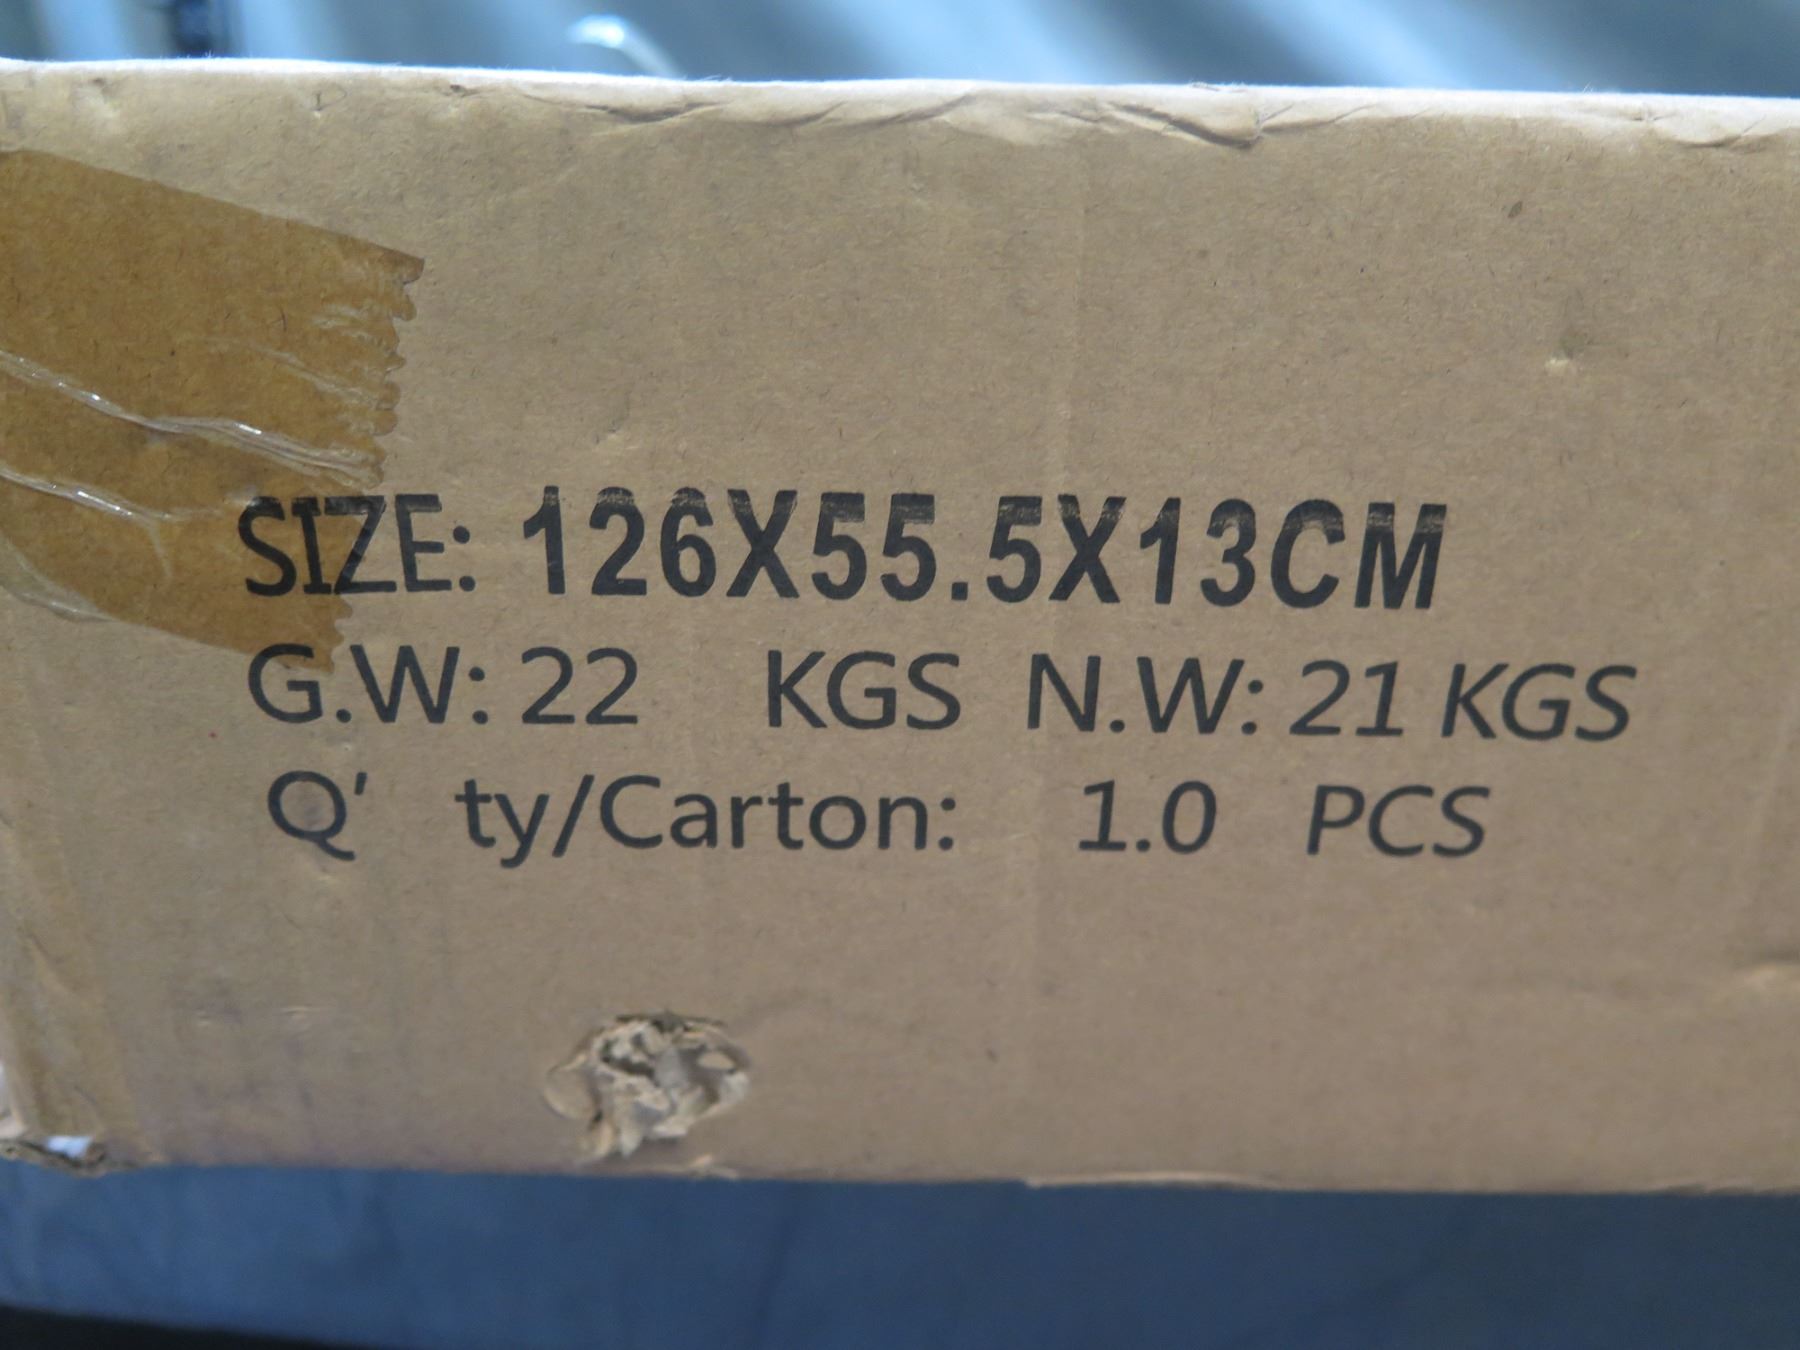 SIZE: 126X55.5X13CM
G.W: 22 KGS N.W: 21 KGS
Q' ty/Carton: 1.0 PCS